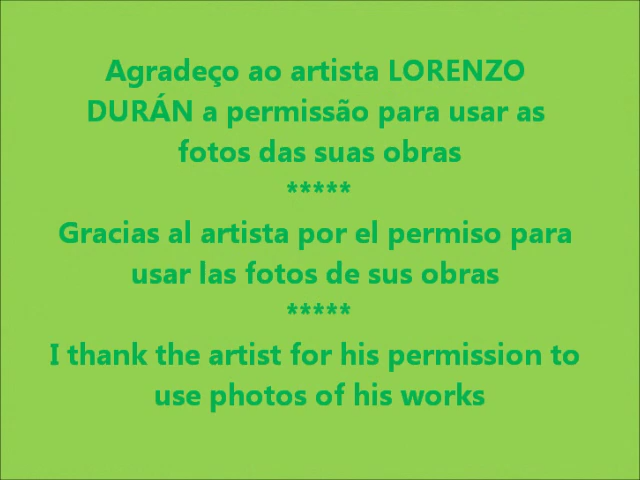 Agradeço ao artista LORENZO
DURÁN a permissão para usar as
fotos das suas obras
*****
Gracias al artista por el permiso para
usar las fotos de sus obras
*****
I thank the artist for his permission to
use photos of his works